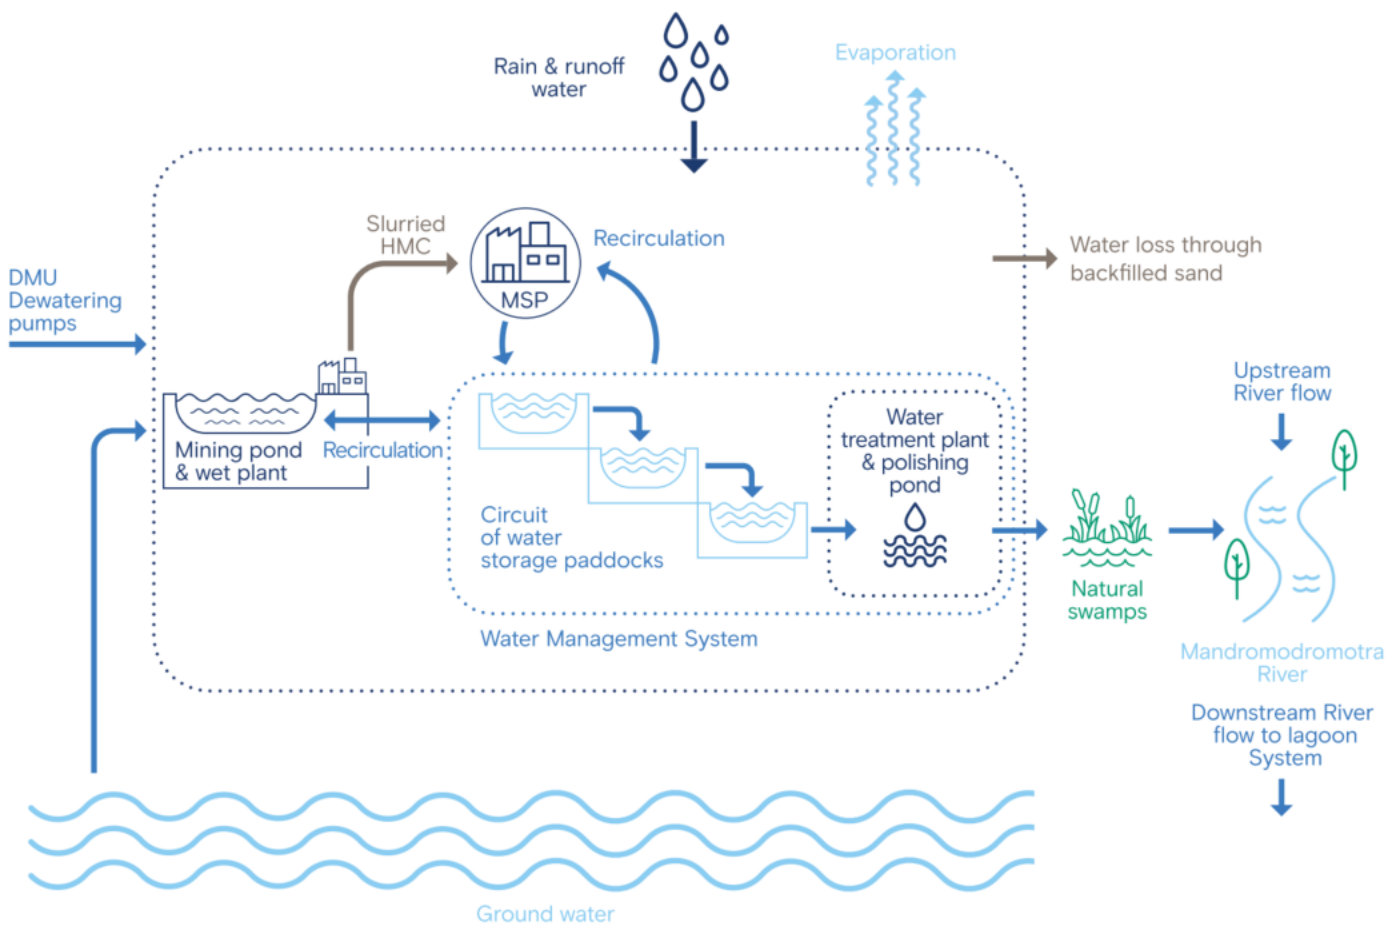 Rain & runoff
water
Evaporation
Slurried
HMC
Recirculation
MSP
Water loss through
backfilled sand
DMU
Dewatering
pumps
Upstream
River flow
Mining pond
& wet plant
Recirculation
Water
treatment plant
& polishing
pond
Circuit
of water
storage paddocks
Natural
swamps
Water Management System
Mandromodromotra
River
Downstream River
flow to lagoon
System
Ground water